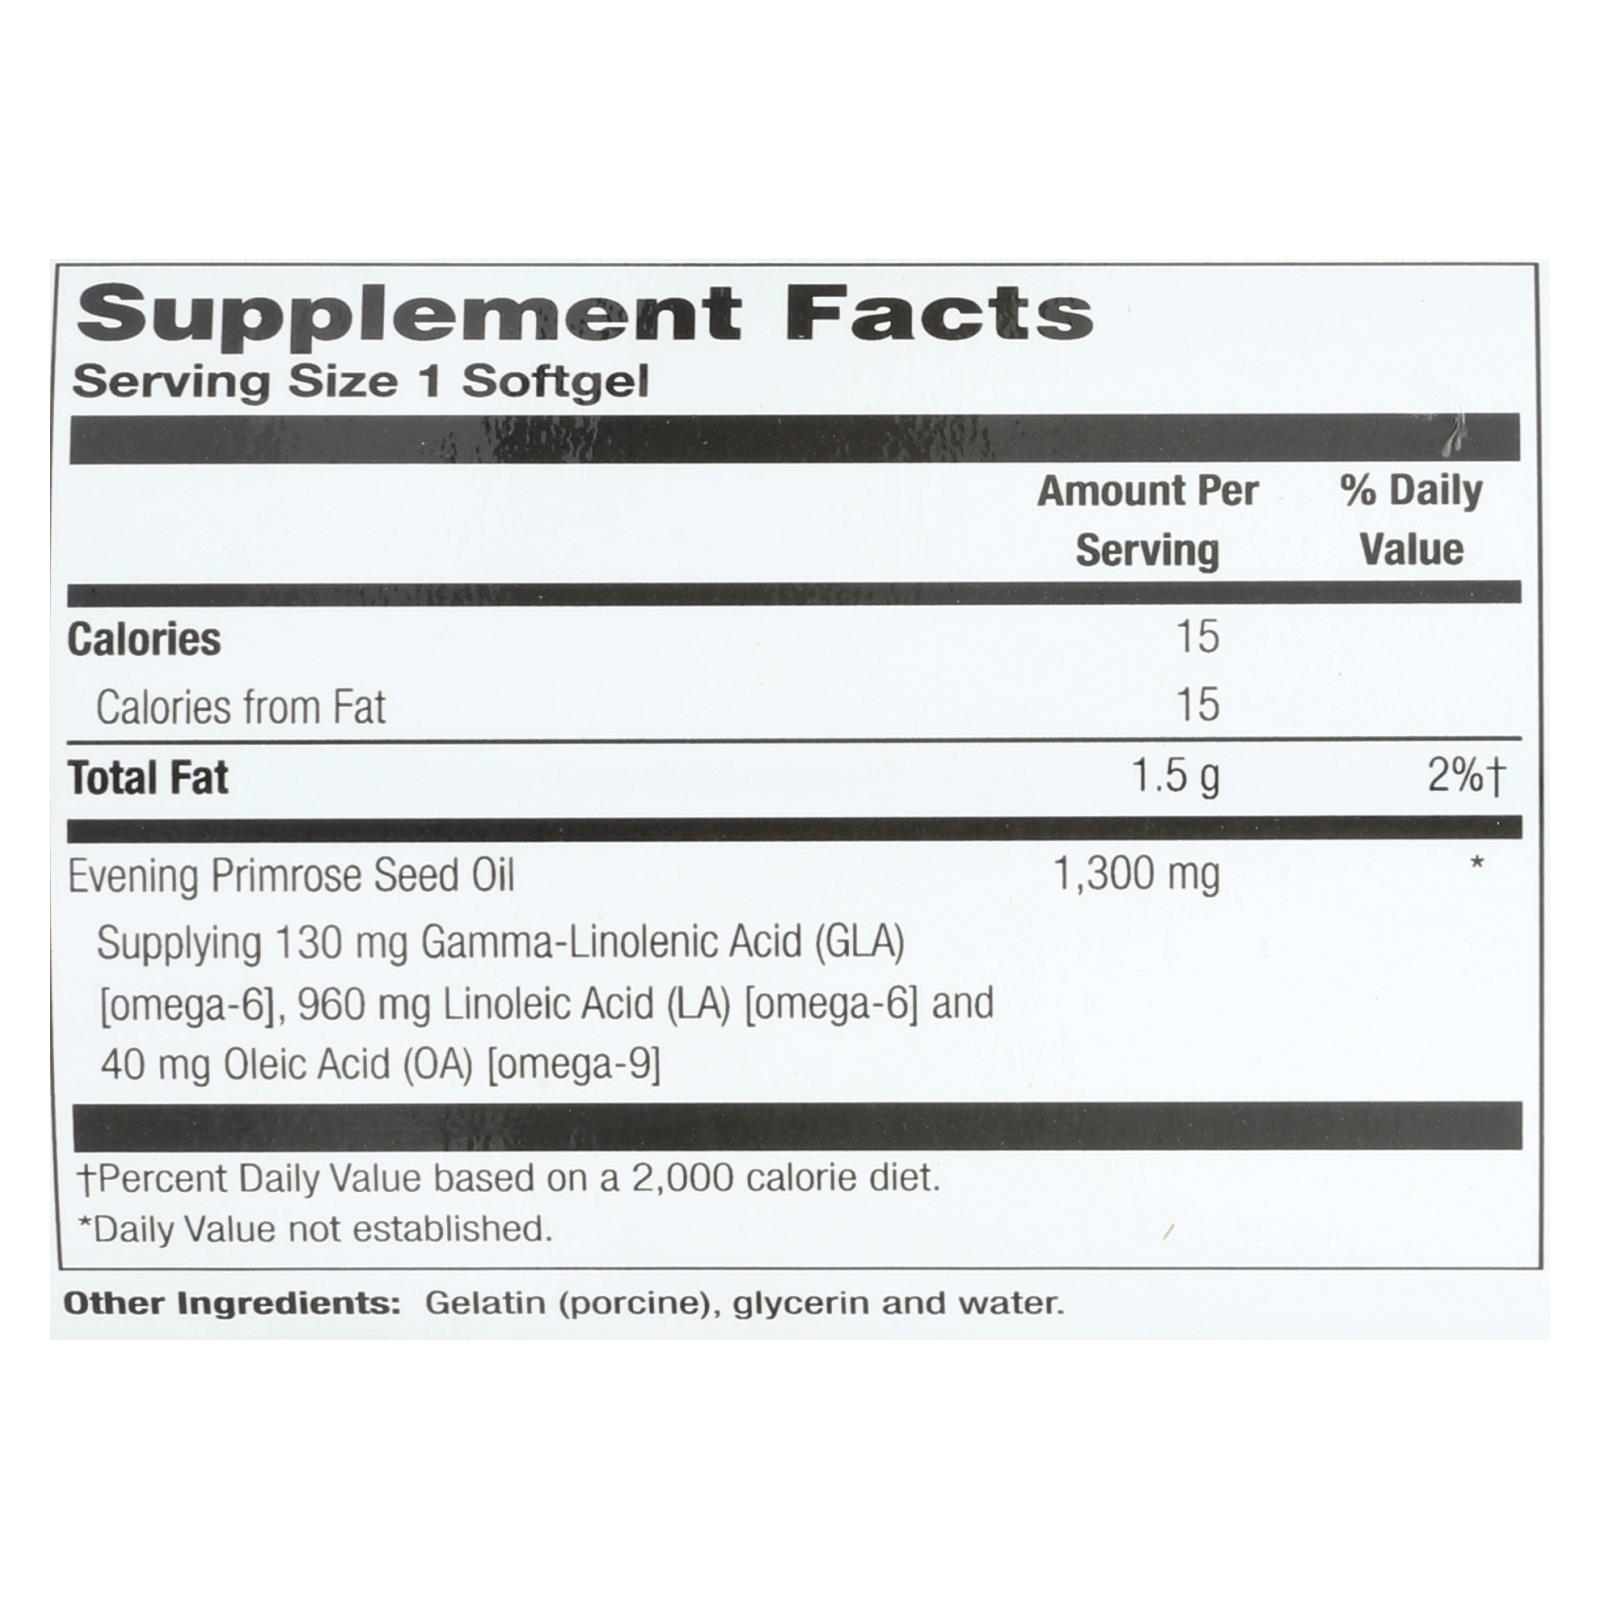 Supplement Facts
Serving Size 1 Softgel
Amount Per Serving % Daily Value
Calories 15
Calories from Fat 15
Total Fat 1.5 g 2%†
Evening Primrose Seed Oil 1,300 mg *
Supplying 130 mg Gamma-Linolenic Acid (GLA)
[omega-6], 960 mg Linoleic Acid (LA) [omega-6] and
40 mg Oleic Acid (OA) [omega-9]
†Percent Daily Value based on a 2,000 calorie diet.
*Daily Value not established.
Other Ingredients: Gelatin (porcine), glycerin and water.